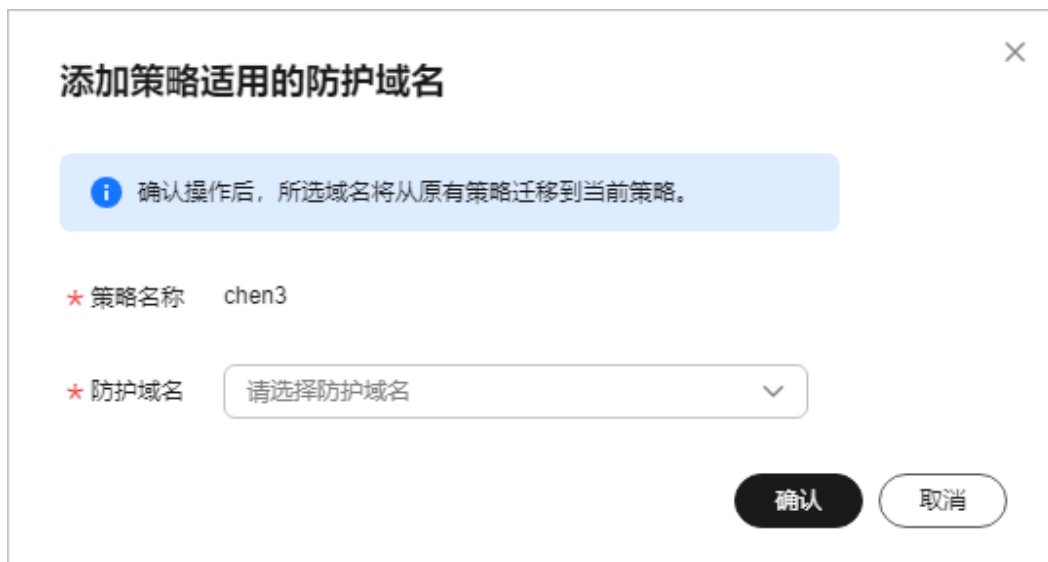 添加策略适用的防护域名
确认操作后，所选域名将从原有策略迁移到当前策略。
* 策略名称 chen3
* 防护域名 请选择防护域名
确认 取消